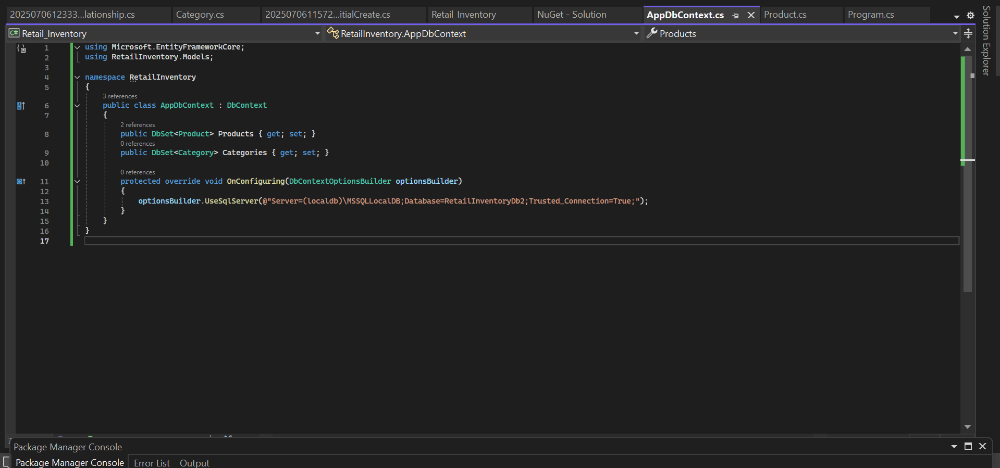 2025070612333...lationship.cs Category.cs 2025070611572...itialCreate.cs Retail_Inventory NuGet - Solution AppDbContext.cs Product.cs Program.cs
Solution Explorer
Retail_Inventory RetailInventory.AppDbContext Products
1 using Microsoft.EntityFrameworkCore;
2 using RetailInventory.Models;
3
4 namespace RetailInventory
5 {
3 references
6 public class AppDbContext : DbContext
7 {
2 references
8 public DbSet<Product> Products { get; set; }
0 references
9 public DbSet<Category> Categories { get; set; }
10
0 references
11 protected override void OnConfiguring(DbContextOptionsBuilder optionsBuilder)
12 {
13 optionsBuilder.UseSqlServer(@"Server=(localdb)\MSSQLLocalDB;Database=RetailInventoryDb2;Trusted_Connection=True;");
14 }
15 }
16 }
17
Package Manager Console
Package Manager Console Error List Output